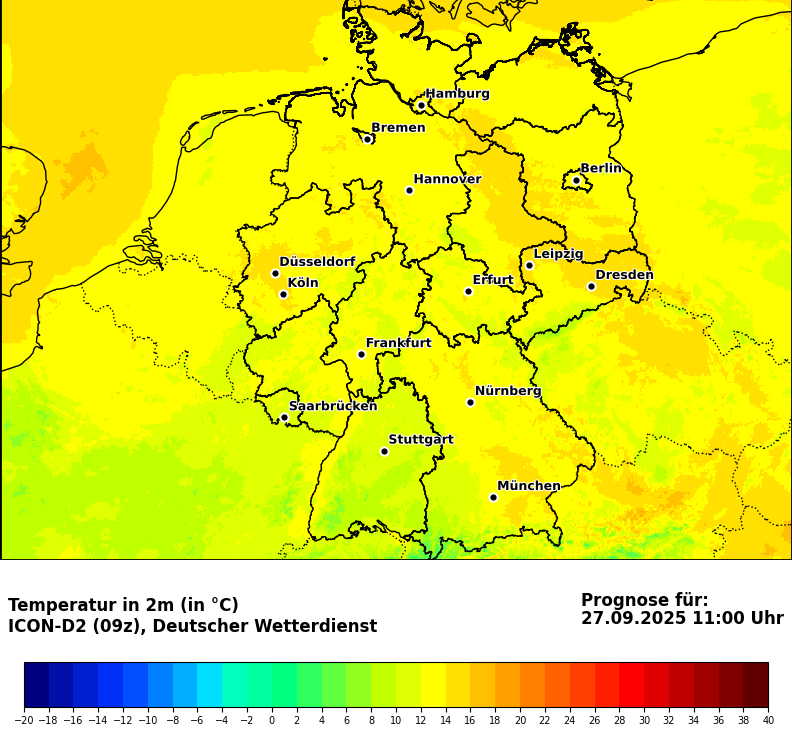 Hamburg
Bremen
Berlin
Hannover
Leipzig
Düsseldorf
Dresden
Köln
Erfurt
Frankfurt
Nürnberg
Saarbrücken
Stuttgart
München
Temperatur in 2m (in °C)
ICON-D2 (09z), Deutscher Wetterdienst
Prognose für:
27.09.2025 11:00 Uhr
−20 −18 −16 −14 −12 −10 −8 −6 −4 −2 0 2 4 6 8 10 12 14 16 18 20 22 24 26 28 30 32 34 36 38 40